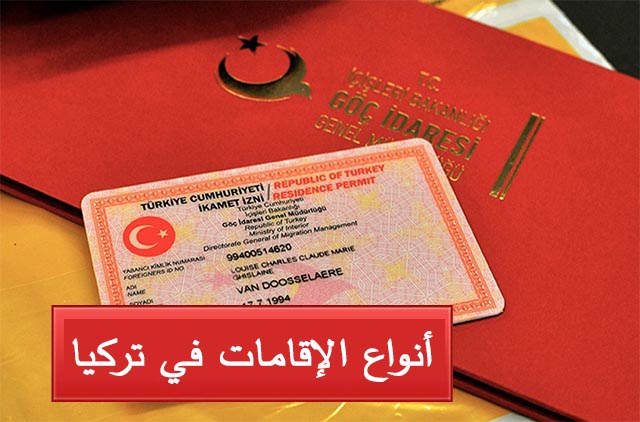 T.C.
İÇİŞLERİ BAKANLIĞI
GÖÇ İDARESİ
GENEL MÜDÜRLÜĞÜ
TÜRKİYE CUMHURİYETİ
İKAMET İZNİ
REPUBLIC OF TURKEY
RESIDENCE PERMIT
Türkiye Cumhuriyeti
İçişleri Bakanlığı
Göç İdaresi Genel Müdürlüğü
Republic of Turkey
Ministry of Interior
Directorate General of Migration Management
YABANCI KİMLİK NUMARASI
FOREIGNERS ID NO
99400514620
ADI
NAME
LOUISE CHARLES CLAUDE MARIE
GHISLAINE
SOYADI
VAN DOOSSELAERE
17.7.1994
أنواع الإقامات في تركيا